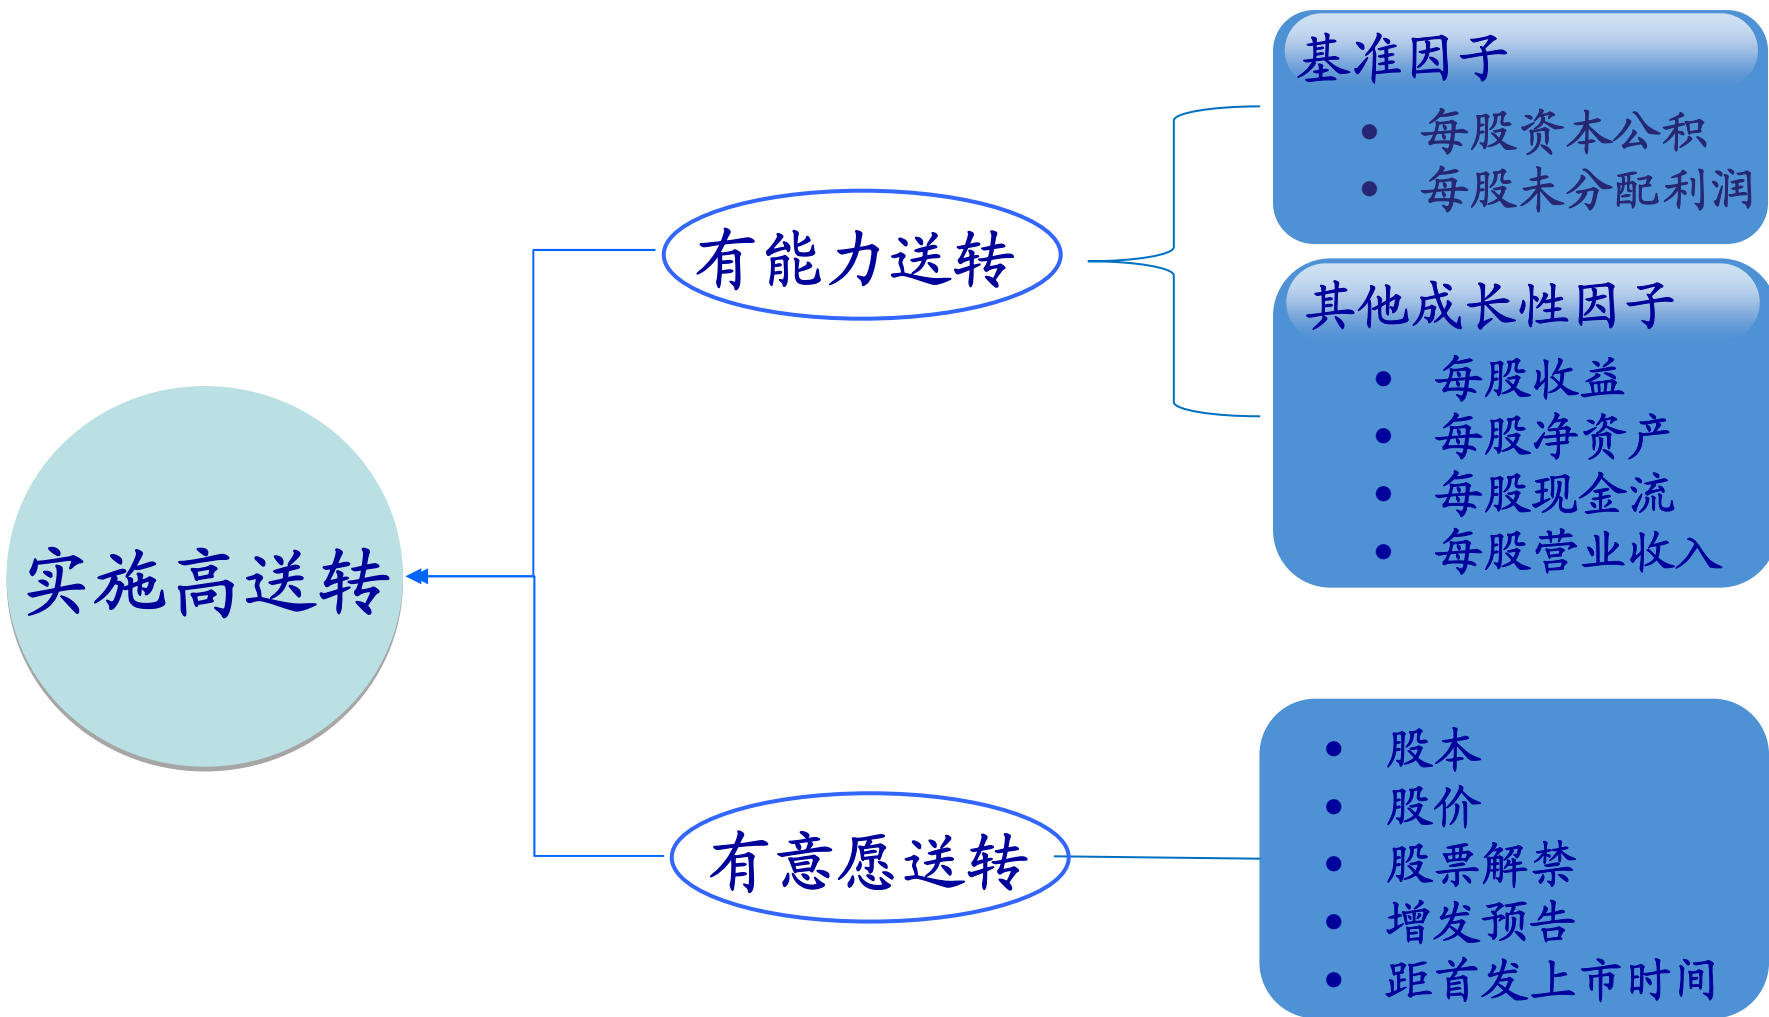 基准因子
• 每股资本公积
• 每股未分配利润
有能力送转
其他成长性因子
• 每股收益
• 每股净资产
• 每股现金流
• 每股营业收入
实施高送转
有意愿送转
• 股本
• 股价
• 股票解禁
• 增发预告
• 距首发上市时间